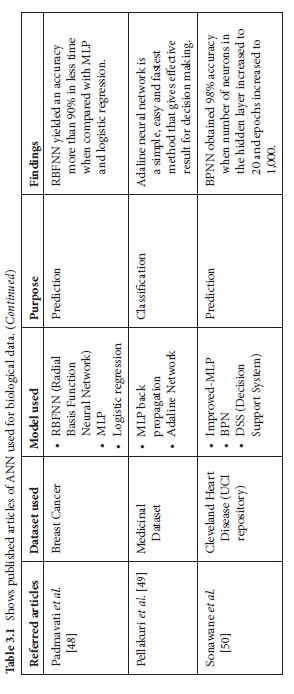 Table 3.1 Shows published articles of ANN used for biological data. (Continued)
Referred articles
Dataset used
Model used
Purpose
Findings
Padmavati et al.
[48]
Breast Cancer
• RBFNN (Radial
Basis Function
Neural Network)
• MLP
• Logistic regression
Prediction
RBFNN yielded an accuracy
more than 90% in less time
when compared with MLP
and logistic regression.
Pellakuri et al. [49]
Medicinal
Dataset
• MLP back
propagation
• Adaline Network
Classification
Adaline neural network is
a simple, easy and fastest
method that gives effective
result for decision making.
Sonawane et al.
[50]
Cleveland Heart
Disease (UCI
repository)
• Improved-MLP
• BPN
• DSS (Decision
Support System)
Prediction
BPNN obtained 98% accuracy
when number of neurons in
the hidden layer increased to
20 and epochs increased to
1,000.